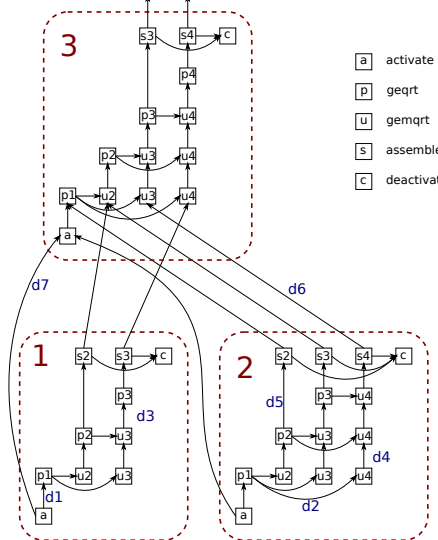 s3 s4 c
3
p4
a activate
p geqrt
p3 u4
u gemqrt
p2 u3 u4
s assemble
c deactivat
p1 u2 u3 u4
a
d7 d6
1 2
s2 s3 c s2 s3 s4 c
p3 p3 u4
d3 d5
p2 u3 p2 u3 u4
d4
p1 u2 u3 p1 u2 u3 u4
d1 d2
a a